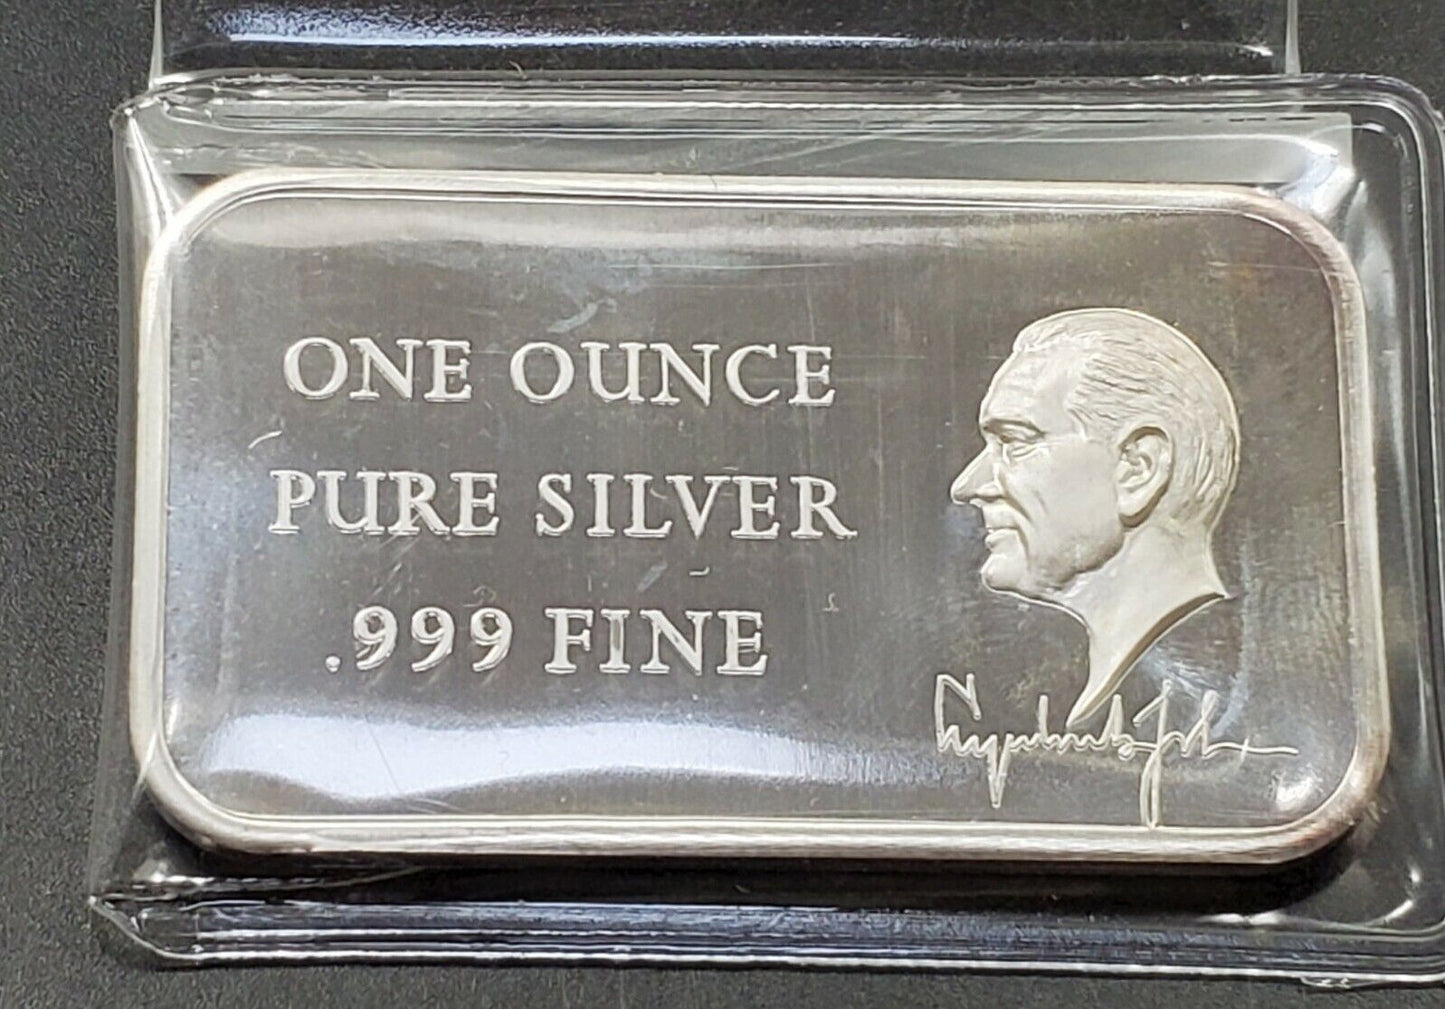 ONE OUNCE
PURE SILVER
.999 FINE